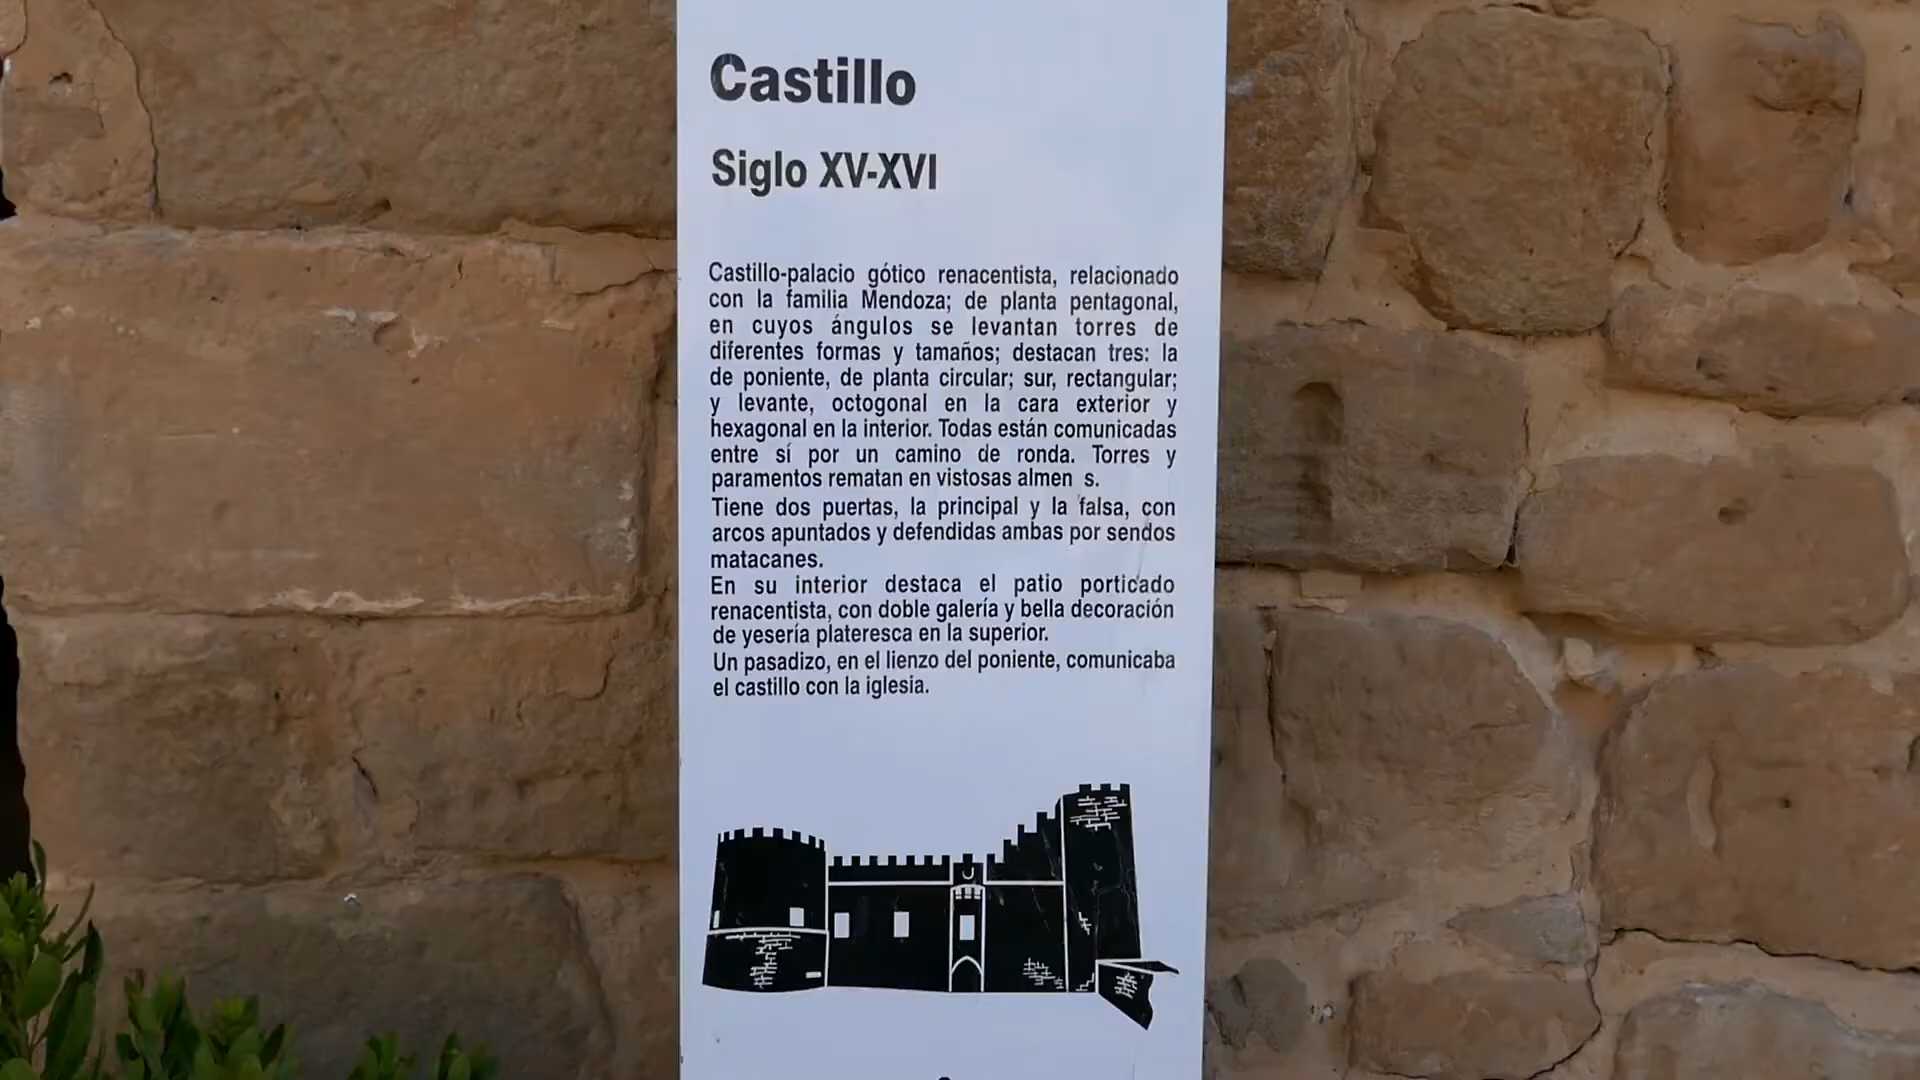 Castillo
Siglo XV-XVI
Castillo-palacio gótico renacentista, relacionado
con la familia Mendoza; de planta pentagonal,
en cuyos ángulos se levantan torres de
diferentes formas y tamaños; destacan tres: la
de poniente, de planta circular; sur, rectangular;
y levante, octogonal en la cara exterior y
hexagonal en la interior. Todas están comunicadas
entre sí por un camino de ronda. Torres y
paramentos rematan en vistosas almen s.
Tiene dos puertas, la principal y la falsa, con
arcos apuntados y defendidas ambas por sendos
matacanes.
En su interior destaca el patio porticado
renacentista, con doble galería y bella decoración
de yesería plateresca en la superior.
Un pasadizo, en el lienzo del poniente, comunicaba
el castillo con la iglesia.